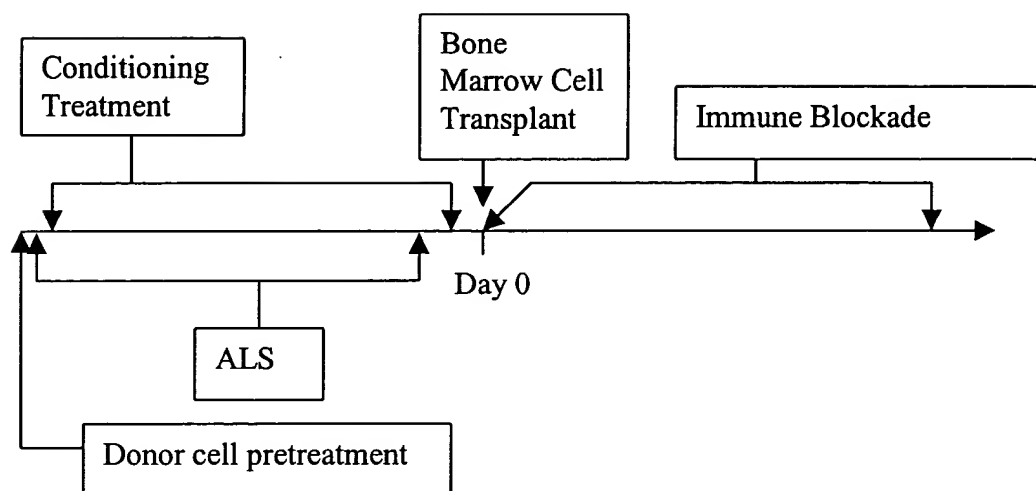 Conditioning
Treatment
Bone
Marrow Cell
Transplant
Immune Blockade
Day 0
ALS
Donor cell pretreatment